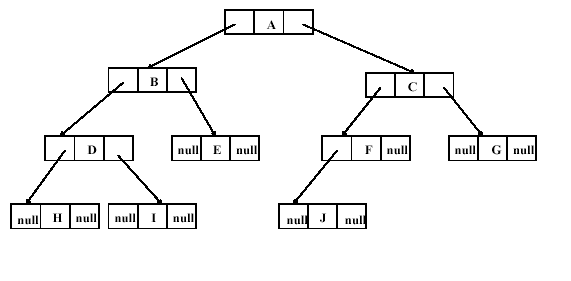 A
B
C
D
null E null
F null
null G null
null H null
null I null
null J null